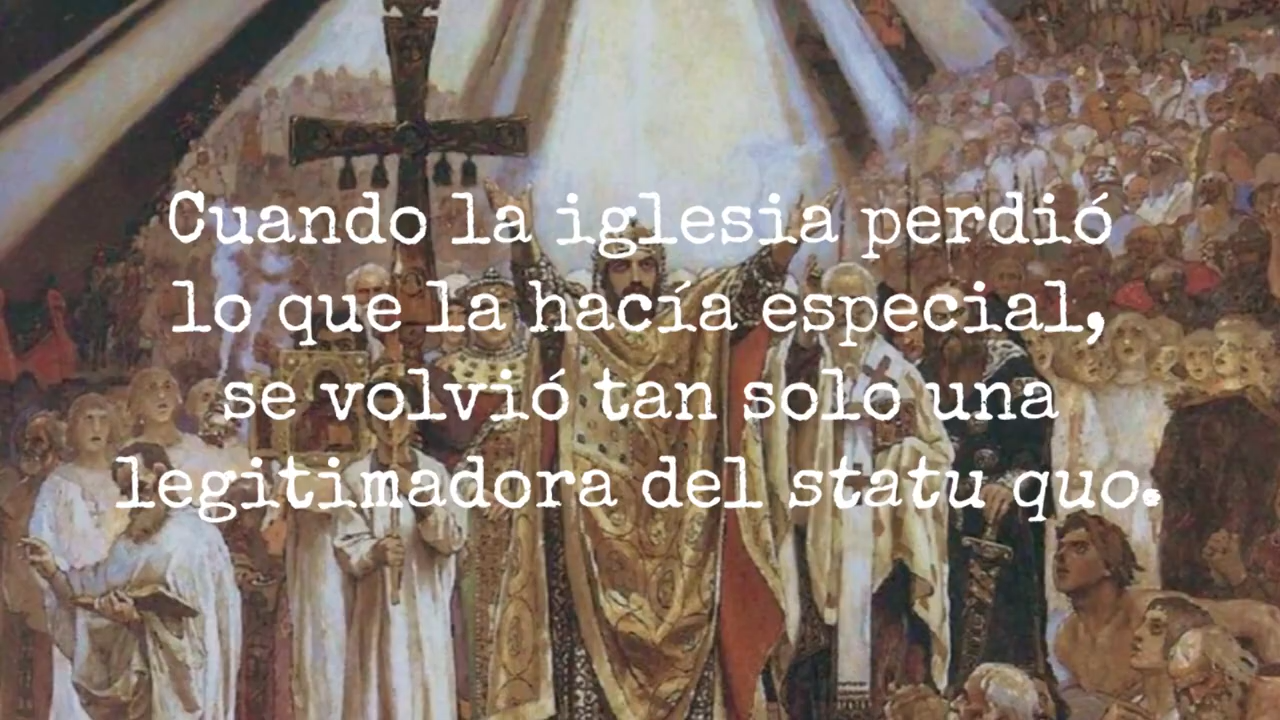 Cuando la iglesia perdió
lo que la hacía especial,
se volvió tan solo una
legitimadora del statu quo.